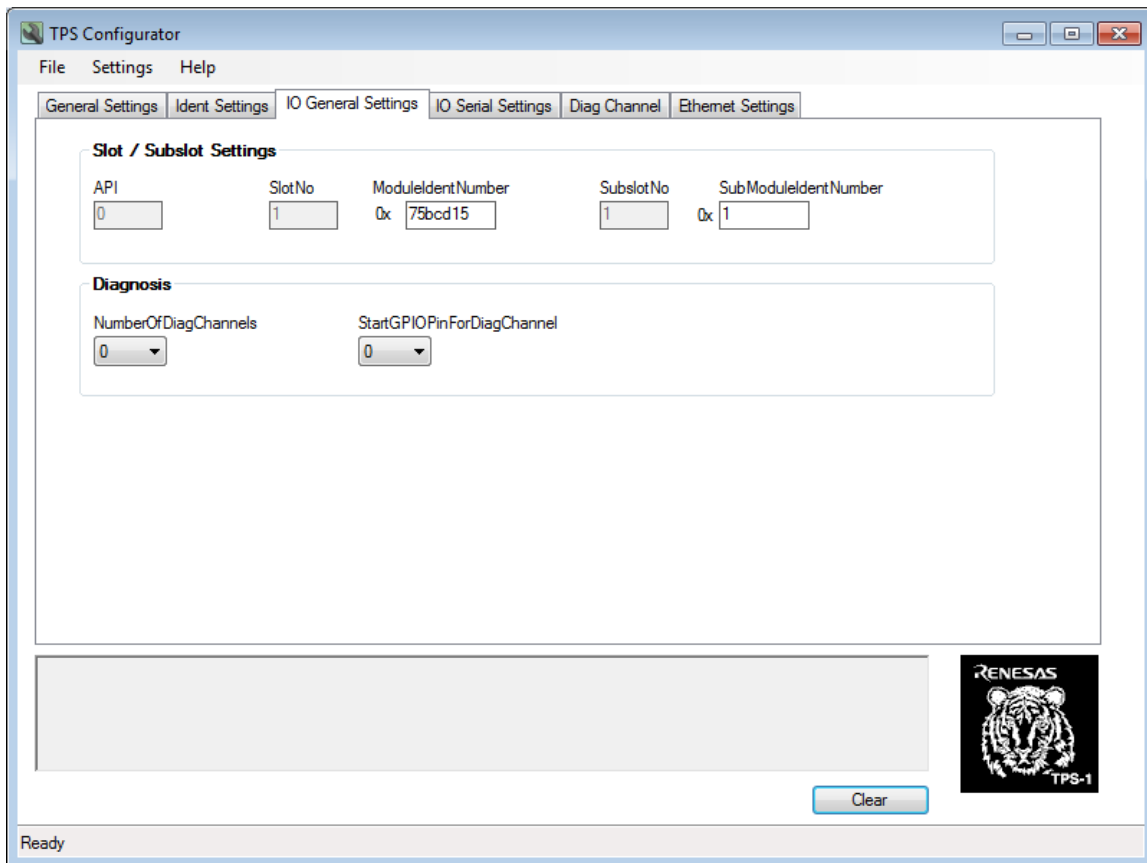 TPS Configurator
File Settings Help
General Settings Ident Settings IO General Settings IO Serial Settings Diag Channel Ethernet Settings
Slot / Subslot Settings
API SlotNo ModuleIdentNumber SubslotNo SubModuleIdentNumber
0 1 0x 75bcd15 1 0x 1
Diagnosis
NumberOfDiagChannels StartGPIOPinForDiagChannel
0 0
RENESAS
TPS-1
Clear
Ready